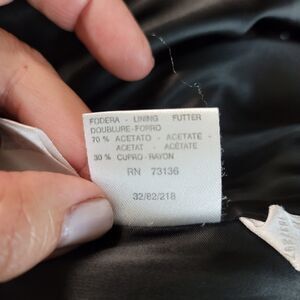 FODERA - LINING FUTTER
DOUBLURE-FORRO
70 % ACETATO - ACETATE -
ACETAT - ACÉTATE
30 % CUPRO-RAYON
RN 73136
32/82/218